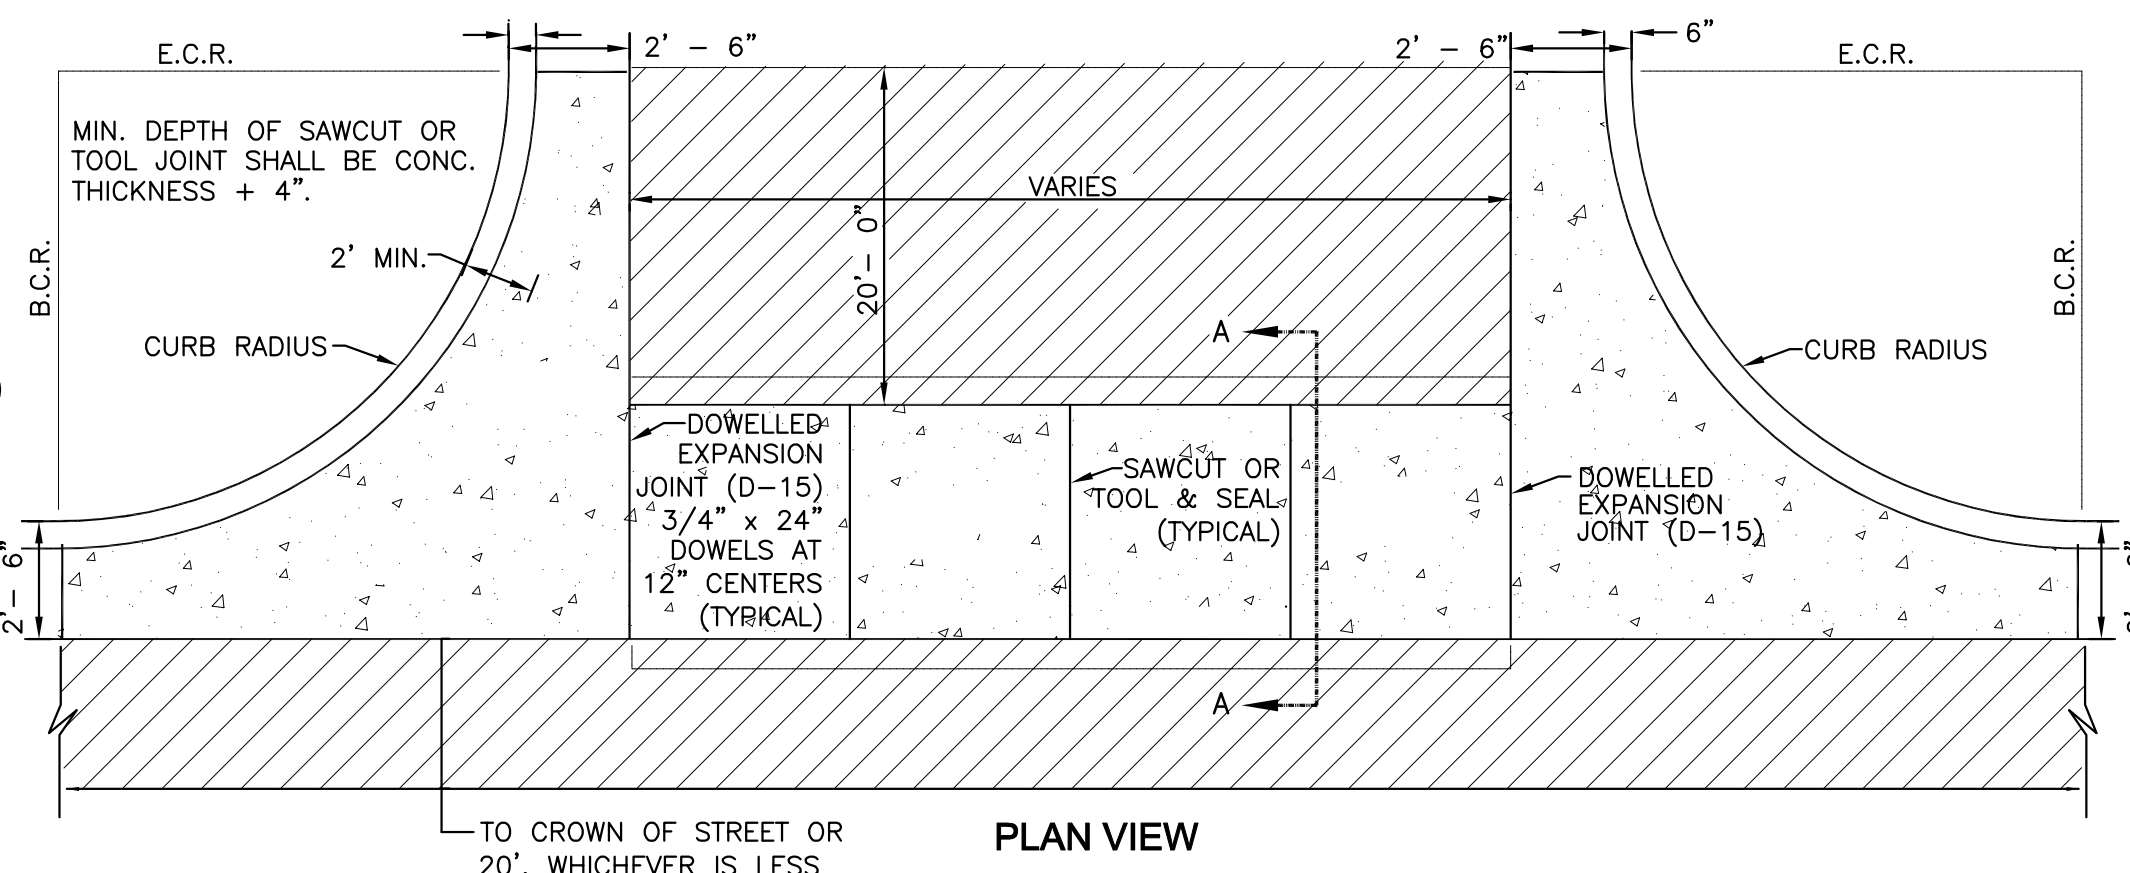 E.C.R.
2' - 6"
2' - 6"
6"
E.C.R.
MIN. DEPTH OF SAWCUT OR
TOOL JOINT SHALL BE CONC.
THICKNESS + 4".
VARIES
20'- 0"
B.C.R.
2' MIN.
B.C.R.
A
CURB RADIUS
CURB RADIUS
DOWELLED
EXPANSION
JOINT (D-15)
3/4" x 24"
DOWELS AT
12" CENTERS
(TYPICAL)
SAWCUT OR
TOOL & SEAL
(TYPICAL)
DOWELLED
EXPANSION
JOINT (D-15)
2'- 6"
A
TO CROWN OF STREET OR
20', WHICHEVER IS LESS
PLAN VIEW